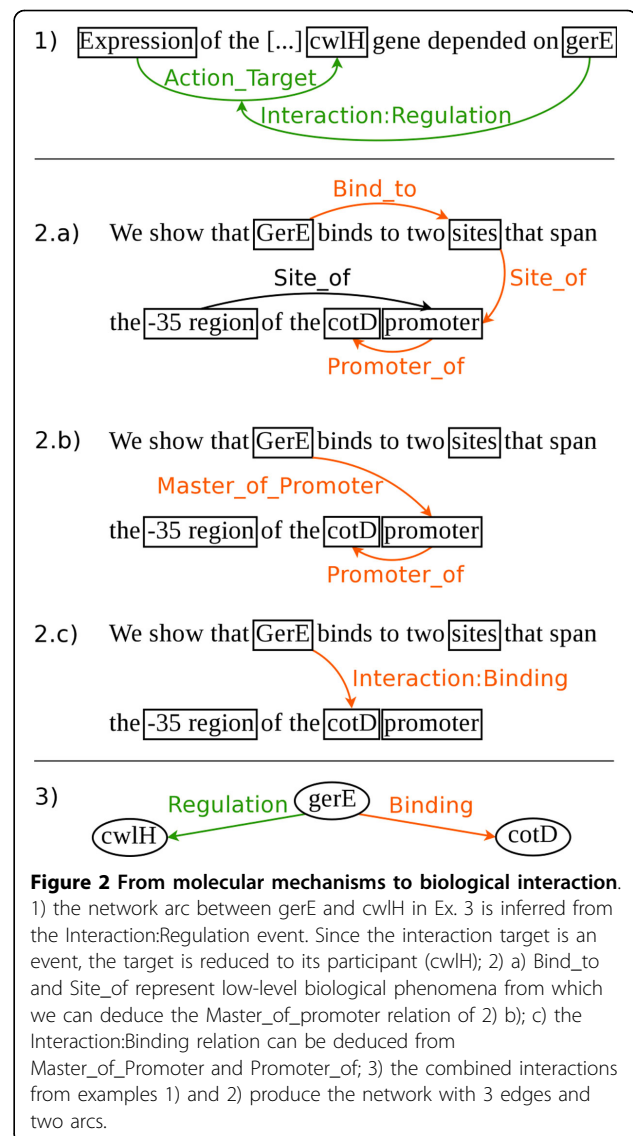 1) Expression of the [...] cwlH gene depended on gerE
Action_Target
Interaction:Regulation
Bind_to
2.a) We show that GerE binds to two sites that span
Site_of
Site_of
the -35 region of the cotD promoter
Promoter_of
2.b) We show that GerE binds to two sites that span
Master_of_Promoter
the -35 region of the cotD promoter
Promoter_of
2.c) We show that GerE binds to two sites that span
Interaction:Binding
the -35 region of the cotD promoter
3)
Regulation gerE Binding
cwlH cotD
Figure 2 From molecular mechanisms to biological interaction.
1) the network arc between gerE and cwlH in Ex. 3 is inferred from
the Interaction:Regulation event. Since the interaction target is an
event, the target is reduced to its participant (cwlH); 2) a) Bind_to
and Site_of represent low-level biological phenomena from which
we can deduce the Master_of_promoter relation of 2) b); c) the
Interaction:Binding relation can be deduced from
Master_of_Promoter and Promoter_of; 3) the combined interactions
from examples 1) and 2) produce the network with 3 edges and
two arcs.